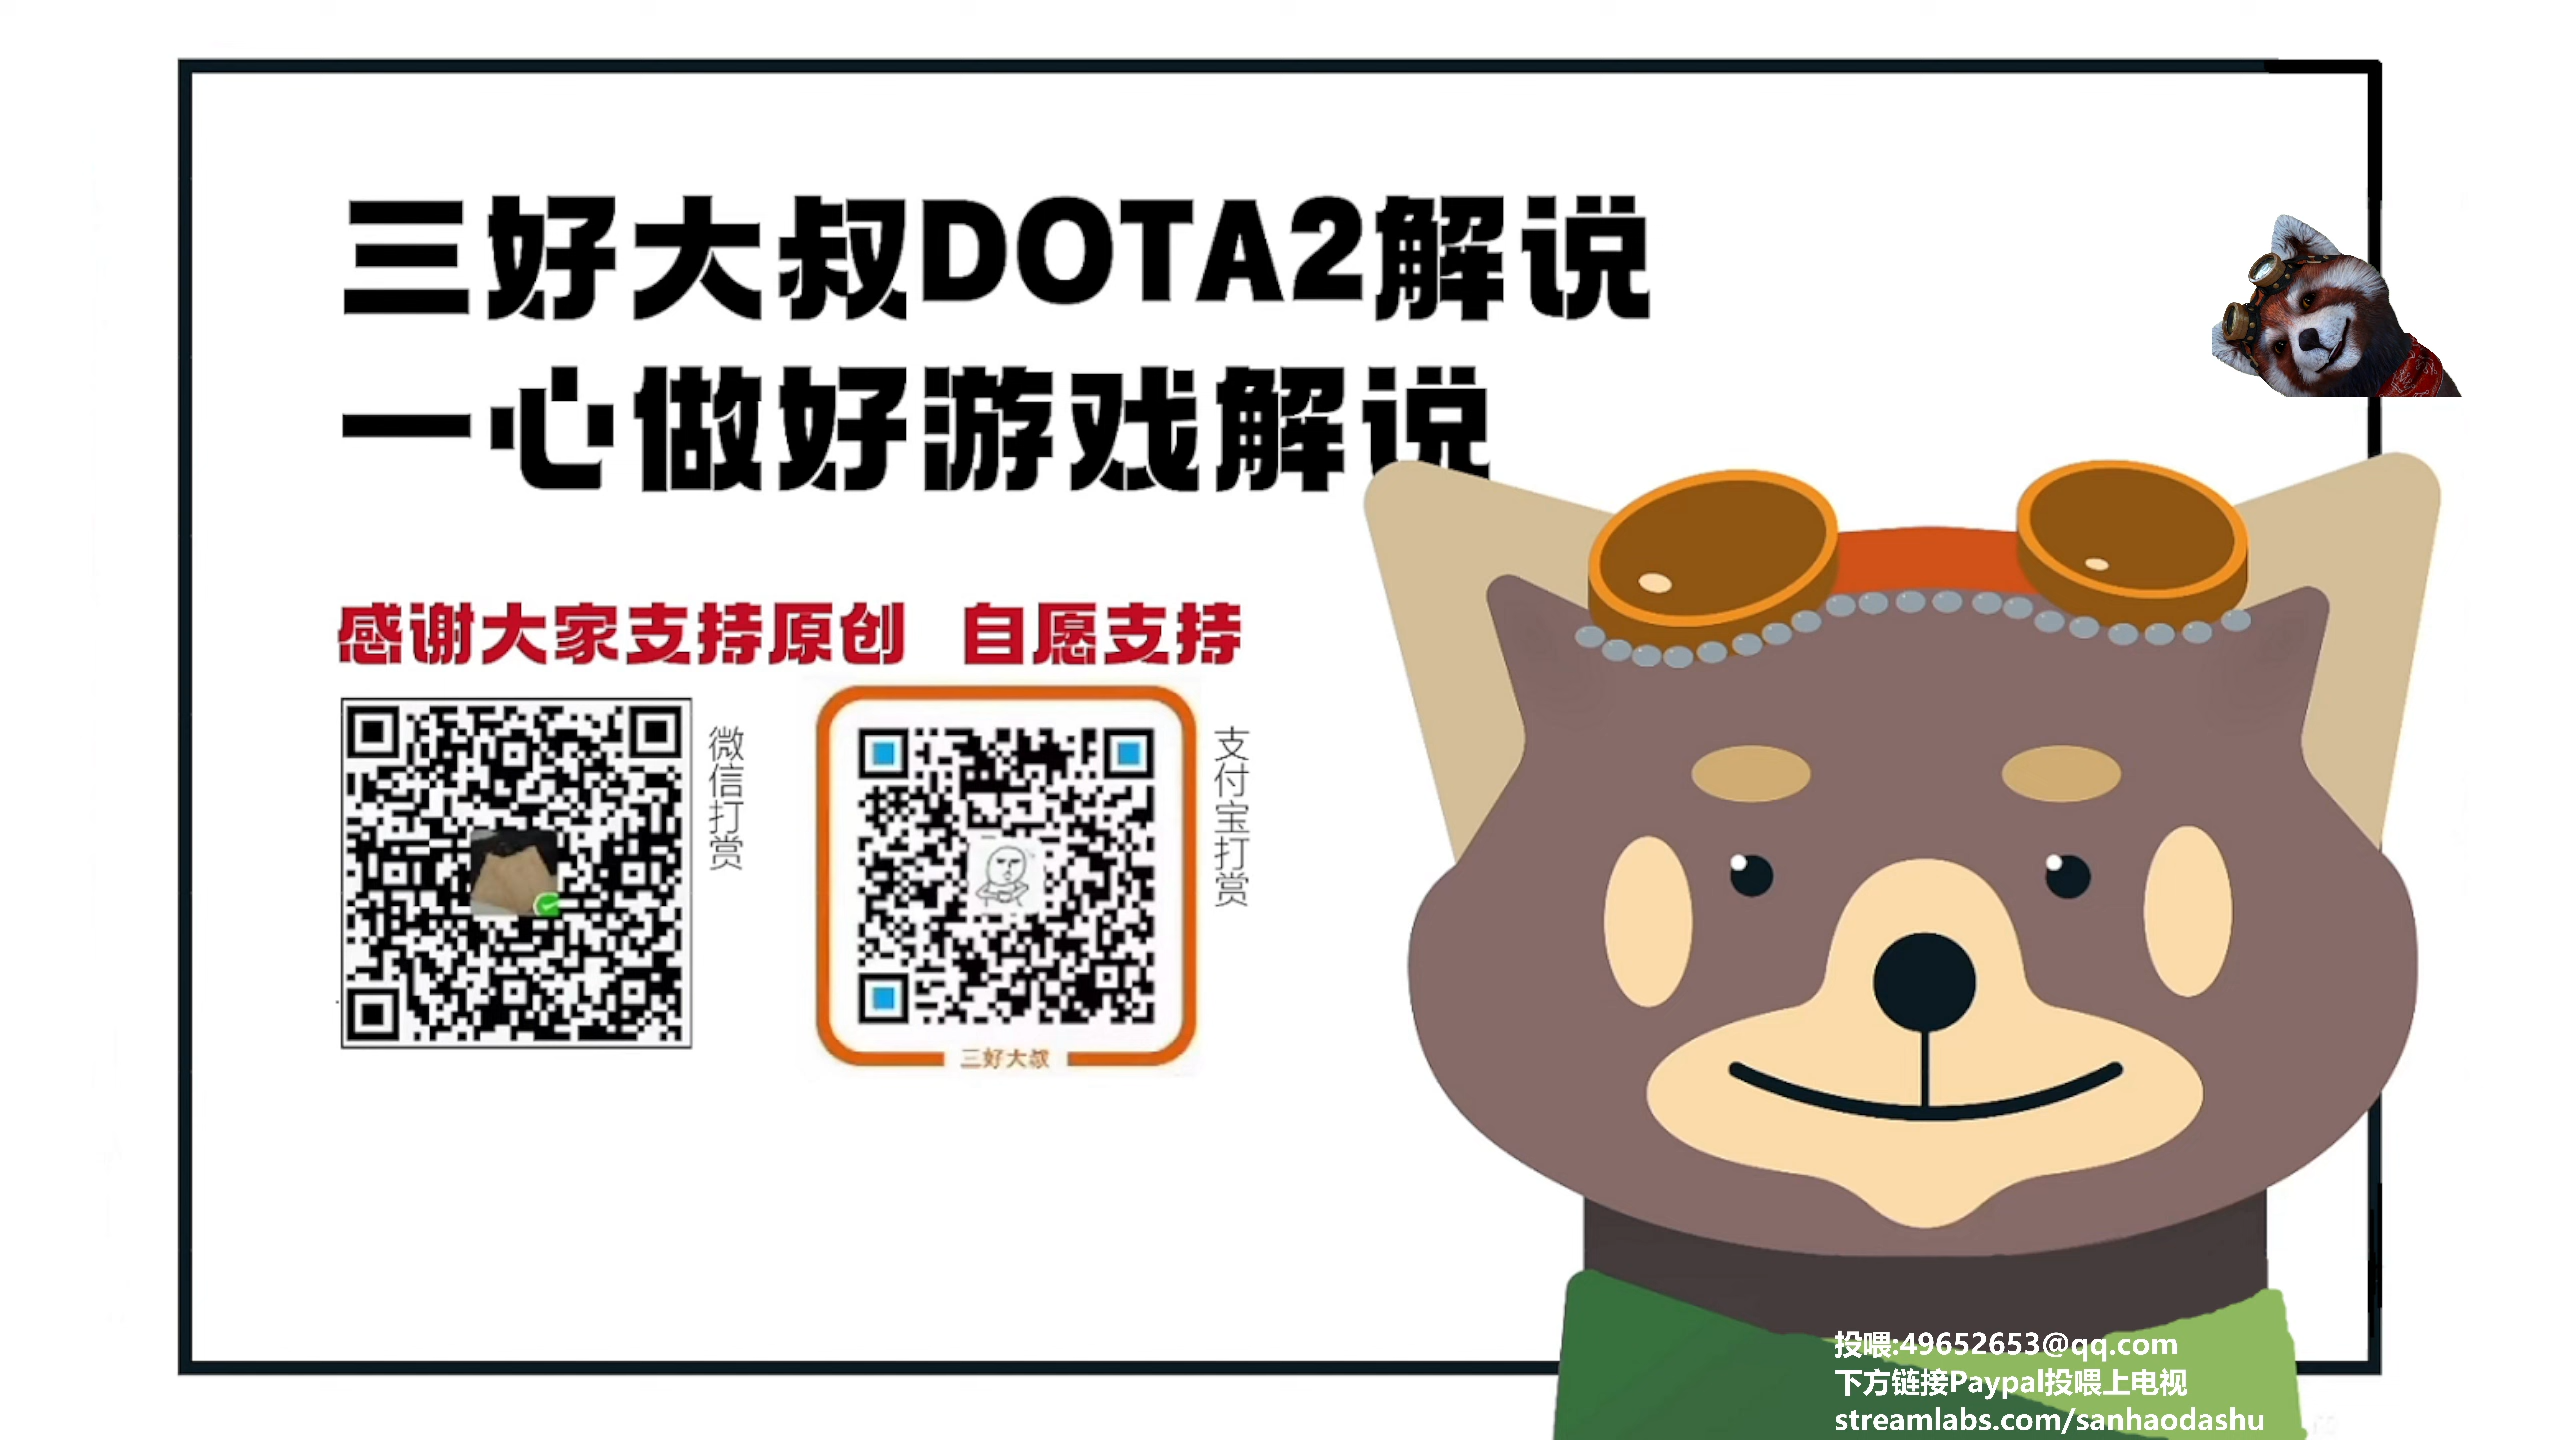 三好大叔DOTA2解说
一心做好游戏解说
感谢大家支持原创 自愿支持
微信打赏
支付宝打赏
三好大叔
投喂:49652653@qq.com
下方链接Paypal投喂上电视
streamlabs.com/sanhaodashu